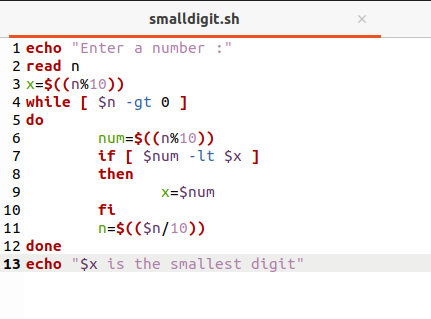 smalldigit.sh ×
1 echo "Enter a number :"
2 read n
3 x=$((n%10))
4 while [ $n -gt 0 ]
5 do
6         num=$((n%10))
7         if [ $num -lt $x ]
8         then
9                 x=$num
10         fi
11         n=$(($n/10))
12 done
13 echo "$x is the smallest digit"